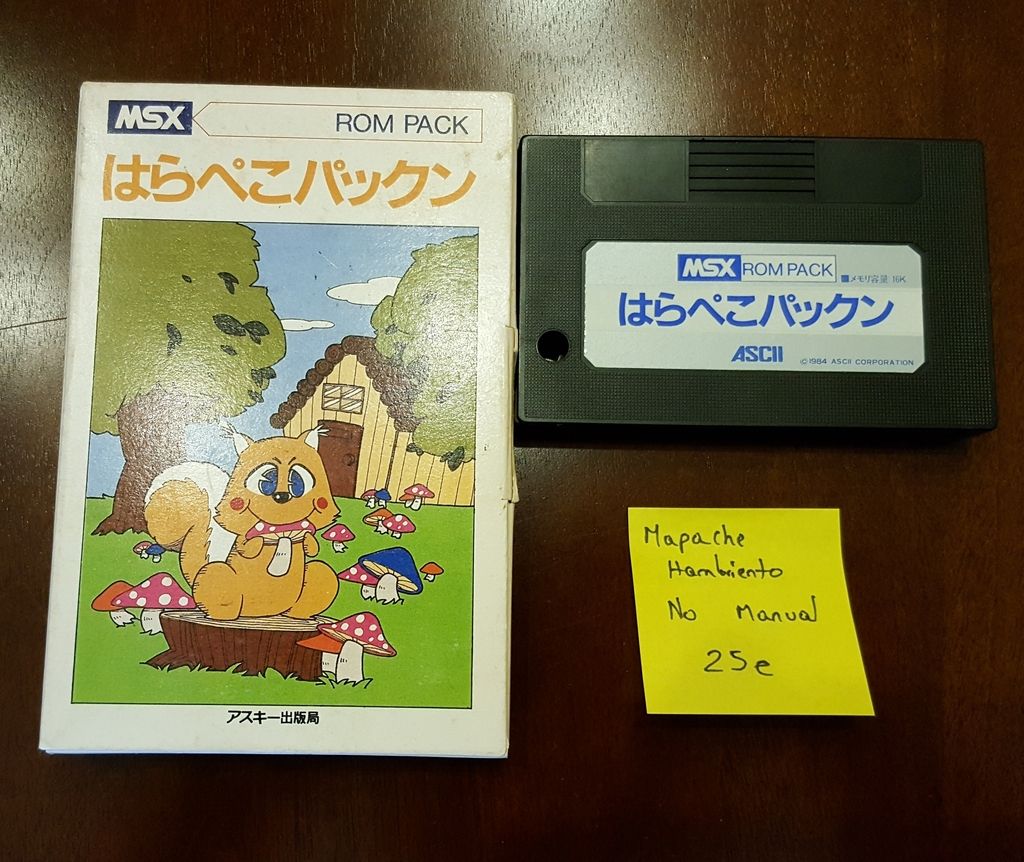 MSX ROM PACK
はらぺこパックン
アスキー出版局
MSX ROM PACK ■メモリ容量 16K
はらぺこパックン
ASCII ©1984 ASCII CORPORATION
Mapache
Hambriento
No Manual
25e